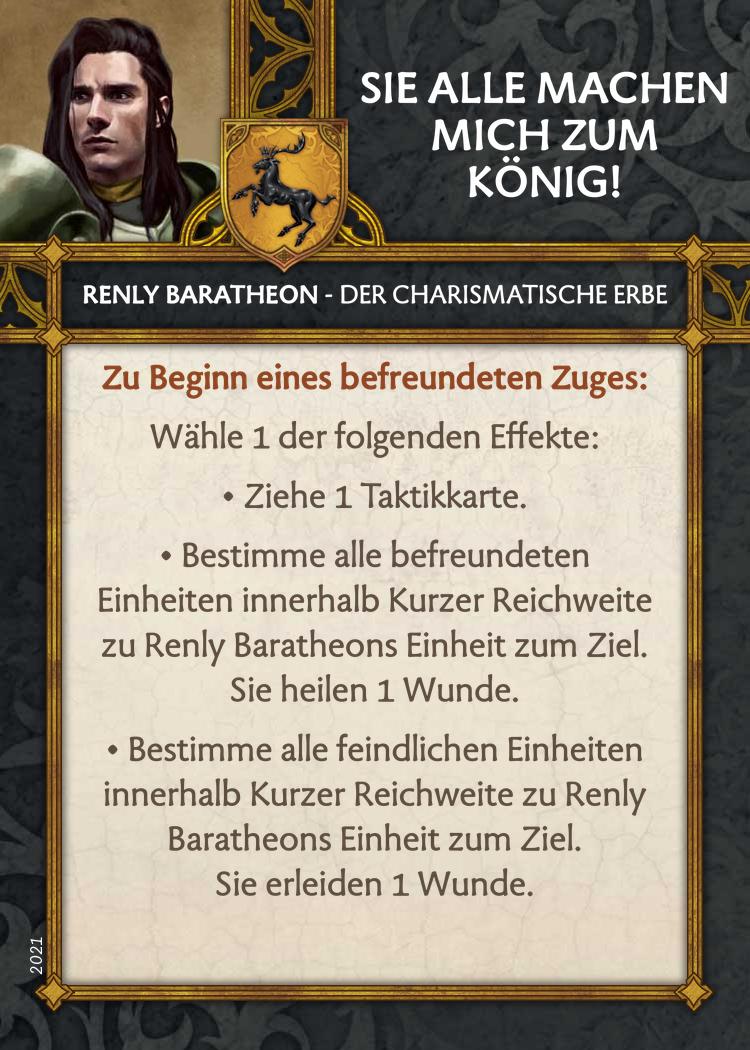 SIE ALLE MACHEN
MICH ZUM
KÖNIG!
RENLY BARATHEON - DER CHARISMATISCHE ERBE
Zu Beginn eines befreundeten Zuges:
Wähle 1 der folgenden Effekte:
• Ziehe 1 Taktikkarte.
• Bestimme alle befreundeten
Einheiten innerhalb Kurzer Reichweite
zu Renly Baratheons Einheit zum Ziel.
Sie heilen 1 Wunde.
• Bestimme alle feindlichen Einheiten
innerhalb Kurzer Reichweite zu Renly
Baratheons Einheit zum Ziel.
Sie erleiden 1 Wunde.
2021